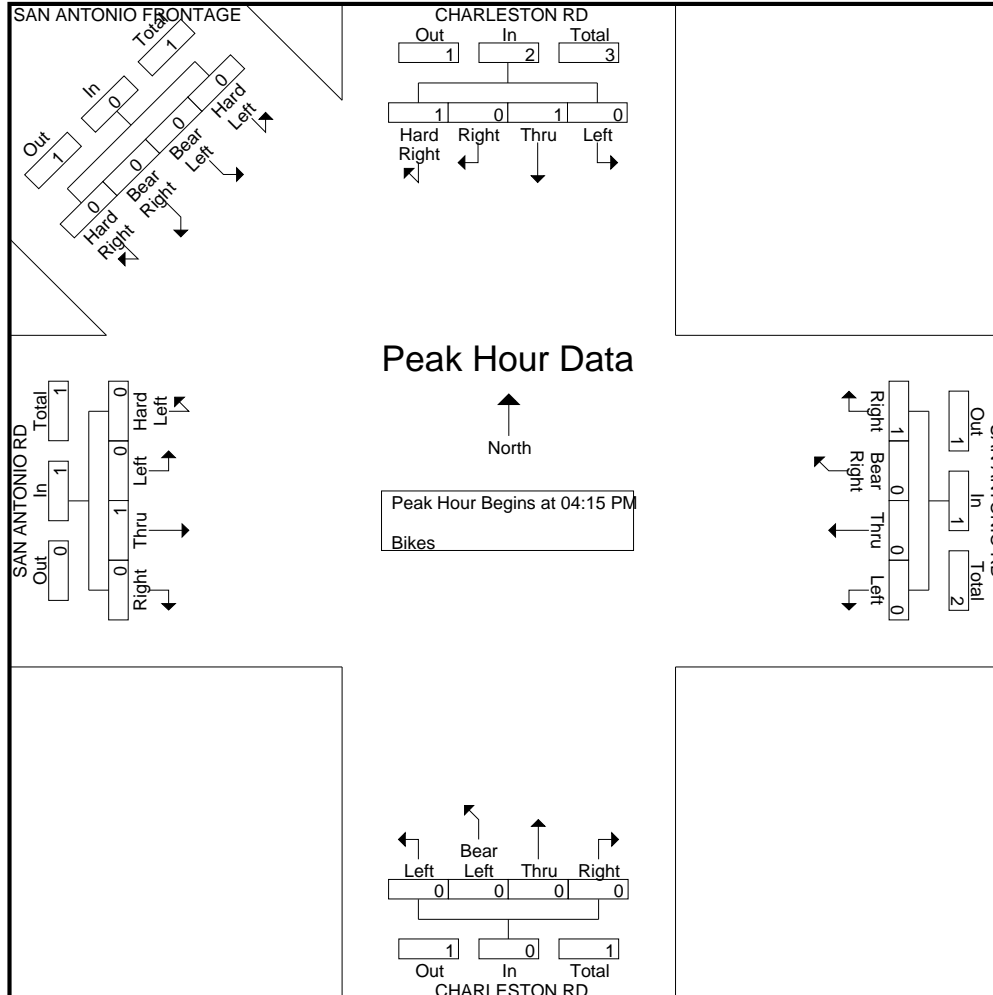 SAN ANTONIO FRONTAGE
Total
1
In
0
Out
1
0
Hard
Left
0
Bear
Left
0
Bear
Right
0
Hard
Right
CHARLESTON RD
Out In Total
1 2 3
1 0 1 0
Hard
Right
Right Thru Left
Peak Hour Data
North
Peak Hour Begins at 04:15 PM
Bikes
SAN ANTONIO RD
Total
1
In
1
Out
0
0
Hard
Left
0
Left
1
Thru
0
Right
SAN ANTONIO RD
Out
1
In
1
Total
2
Right
1
Bear
Right
0
Thru
0
Left
0
Left
Bear
Left
Thru Right
0 0 0 0
1 0 1
Out In Total
CHARLESTON RD